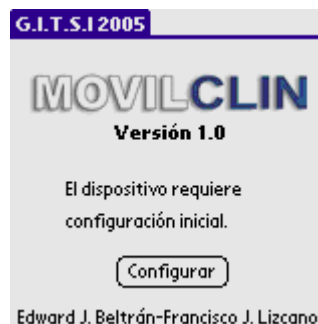 G.I.T.S.I 2005
MOVILCLIN
Versión 1.0
El dispositivo requiere
configuración inicial.
Configurar
Edward J. Beltrán-Francisco J. Lizcano